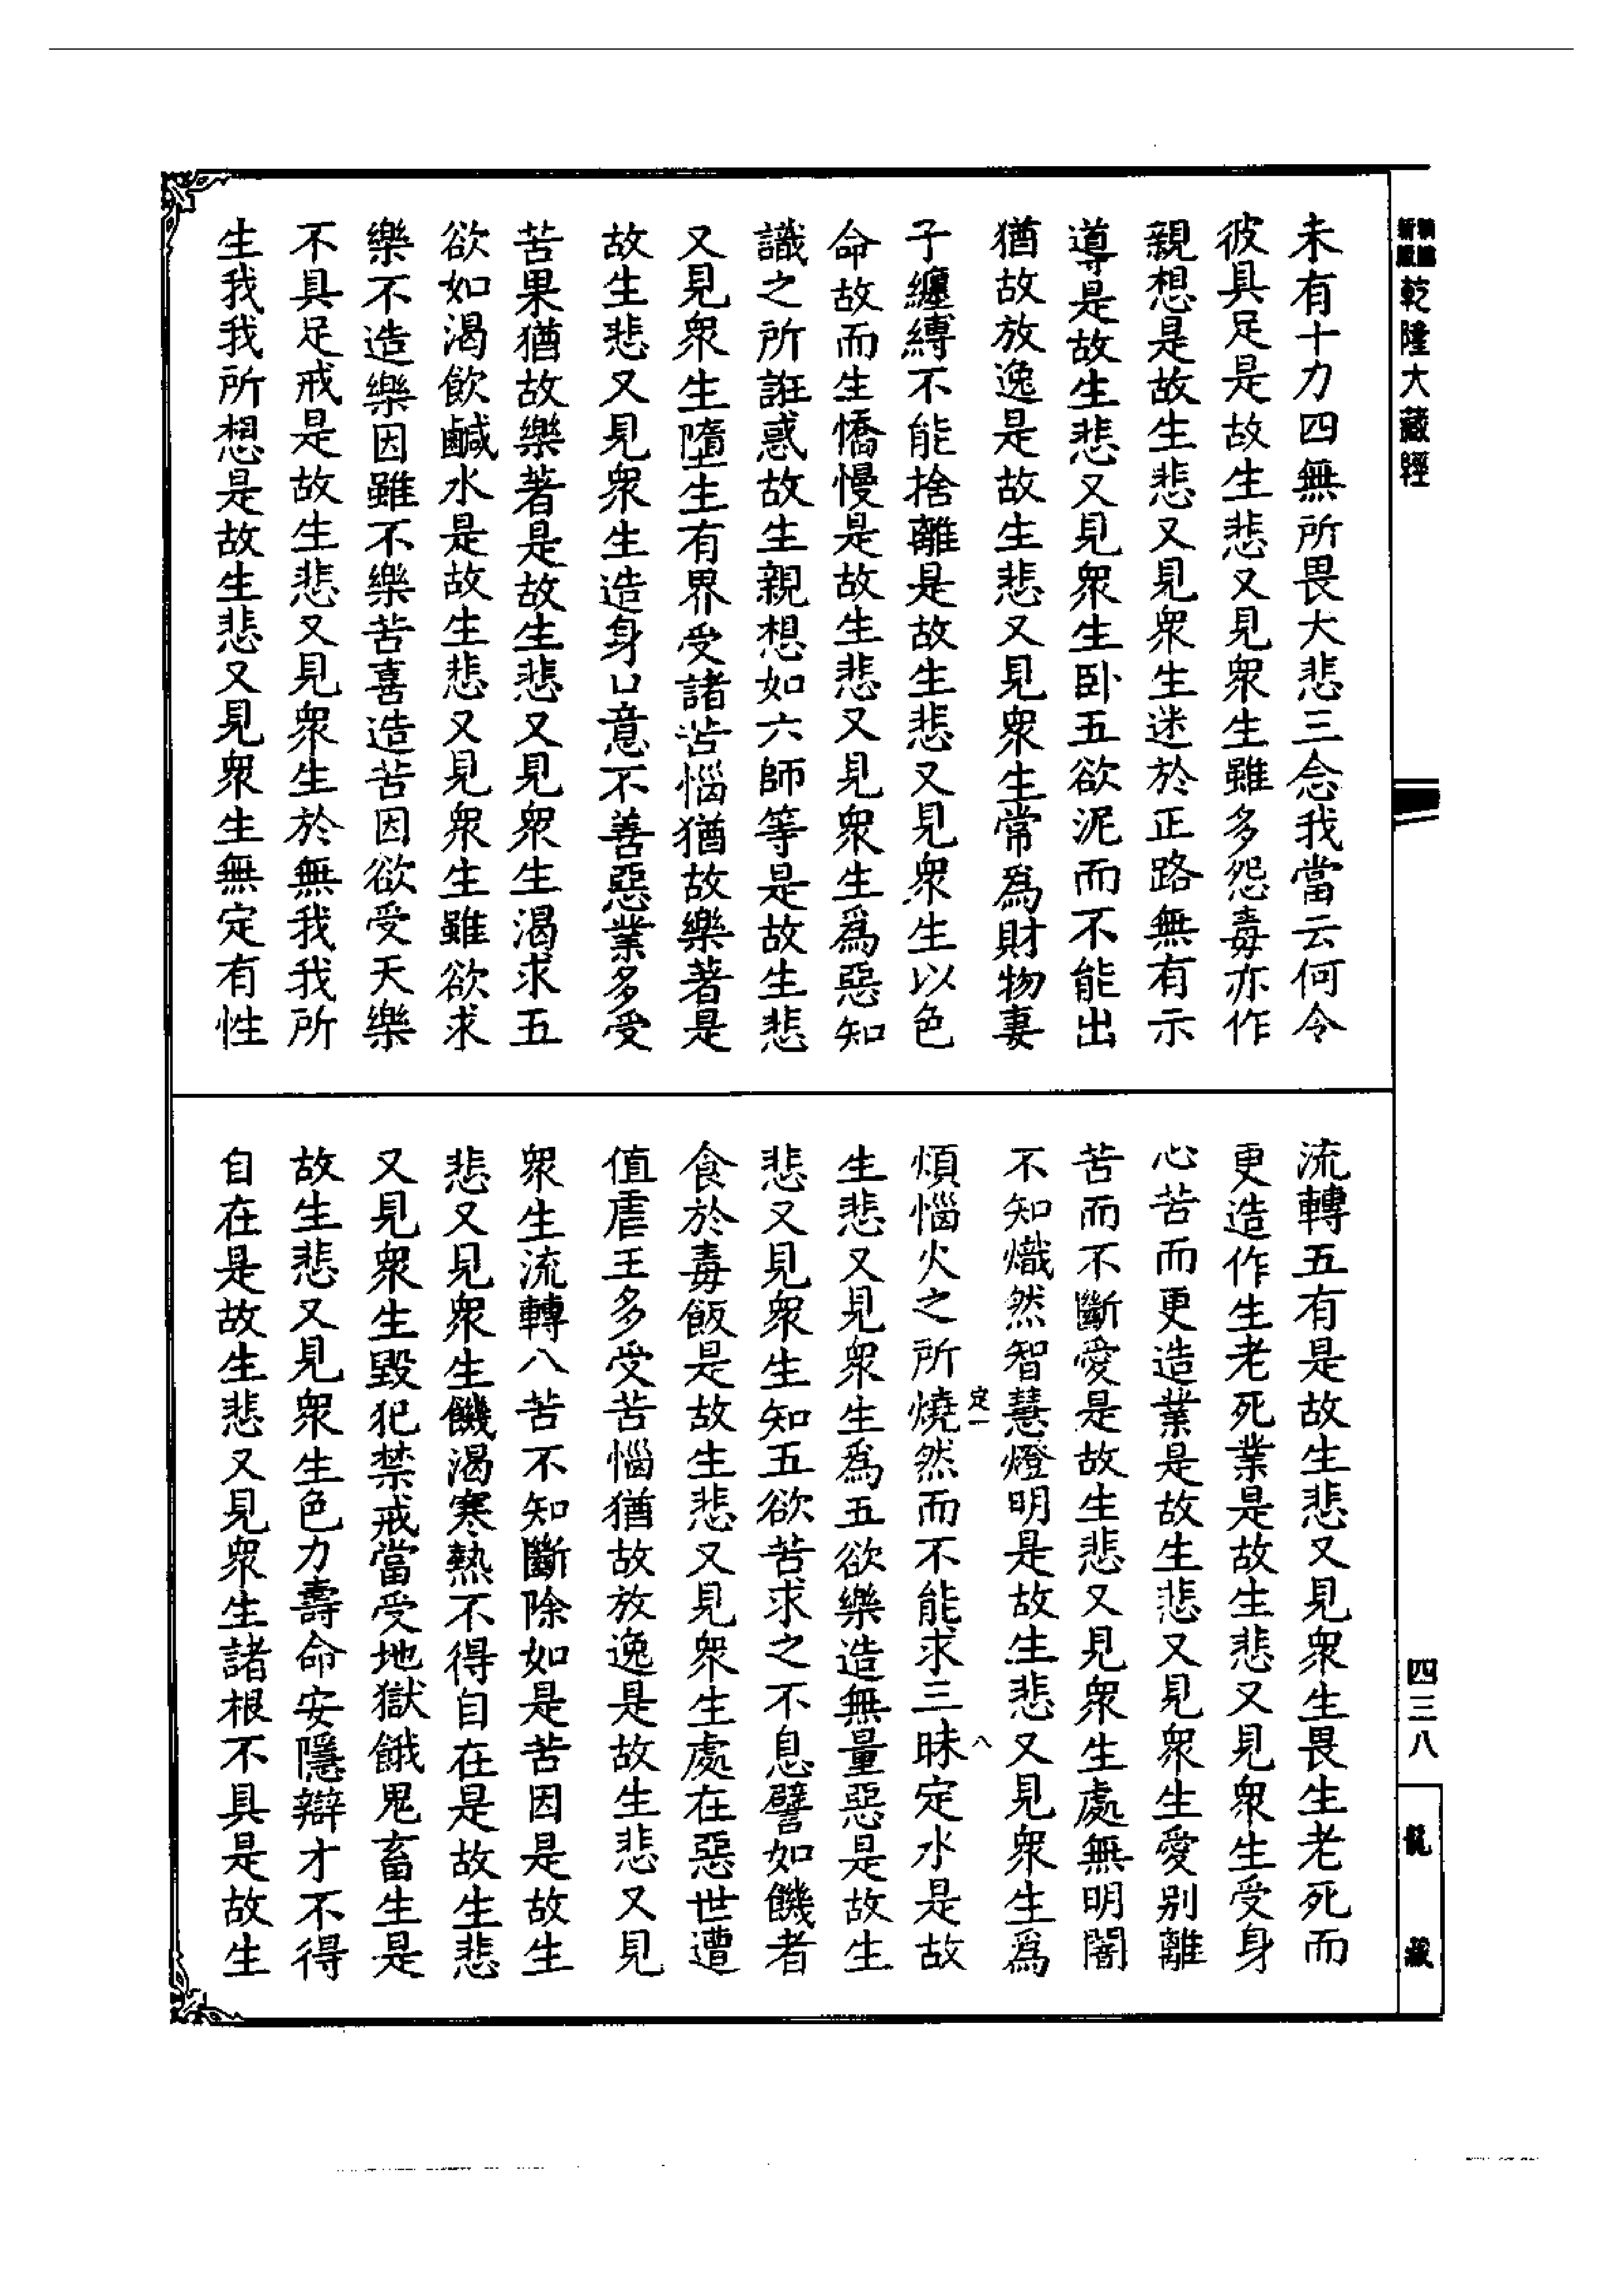 乾隆大藏經
未有十力四無所畏大悲三念我當云何令
彼具足是故生悲又見衆生雖多怨毒亦作
親想是故生悲又見衆生迷於正路無有示
導是故生悲又見衆生卧五欲泥而不能出
猶故放逸是故生悲又見衆生常爲財物妻
子纏縛不能捨離是故生悲又見衆生以色
命故而生憍慢是故生悲又見衆生爲惡知
識之所誑惑故生親想如六師等是故生悲
又見衆生墮生有界受諸苦惱猶故樂著是
故生悲又見衆生造身口意不善惡業多受
苦果猶故樂著是故生悲又見衆生渴求五
欲如渴飲鹹水是故生悲又見衆生雖欲求
樂不造樂因雖不樂苦喜造苦因欲受天樂
不具足戒是故生悲又見衆生於無我我所
生我我所想是故生悲又見衆生無定有性
流轉五有是故生悲又見衆生畏生老死而
更造作生老死業是故生悲又見衆生受身
心苦而更造業是故生悲又見衆生愛別離
苦而不斷愛是故生悲又見衆生處無明闇
不知熾然智慧燈明是故生悲又見衆生爲
定一
八
煩惱火之所燒然而不能求三昧定水是故
生悲又見衆生爲五欲樂造無量惡是故生
悲又見衆生知五欲苦求之不息譬如饑者
食於毒飯是故生悲又見衆生處在惡世遭
值虐王多受苦惱猶故放逸是故生悲又見
衆生流轉八苦不知斷除如是苦因是故生
悲又見衆生饑渴寒熱不得自在是故生悲
又見衆生毀犯禁戒當受地獄餓鬼畜生是
故生悲又見衆生色力壽命安隱辯才不得
自在是故生悲又見衆生諸根不具是故生
四三八
龍藏